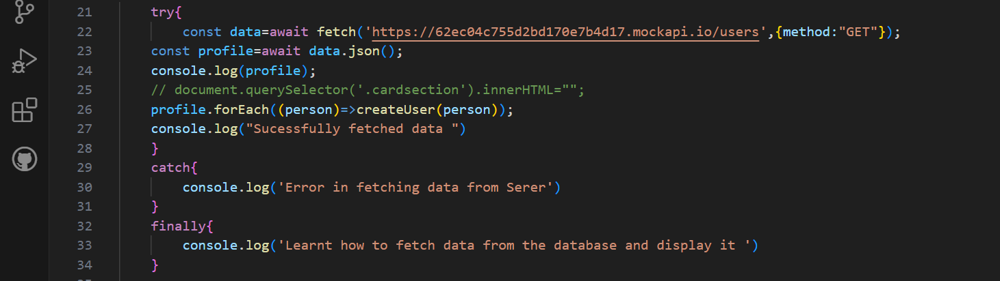 21 try{
22 const data=await fetch('https://62ec04c755d2bd170e7b4d17.mockapi.io/users',{method:"GET"});
23 const profile=await data.json();
24 console.log(profile);
25 // document.querySelector('.cardsection').innerHTML="";
26 profile.forEach((person)=>createUser(person));
27 console.log("Sucessfully fetched data ")
28 }
29 catch{
30 console.log('Error in fetching data from Serer')
31 }
32 finally{
33 console.log('Learnt how to fetch data from the database and display it ')
34 }